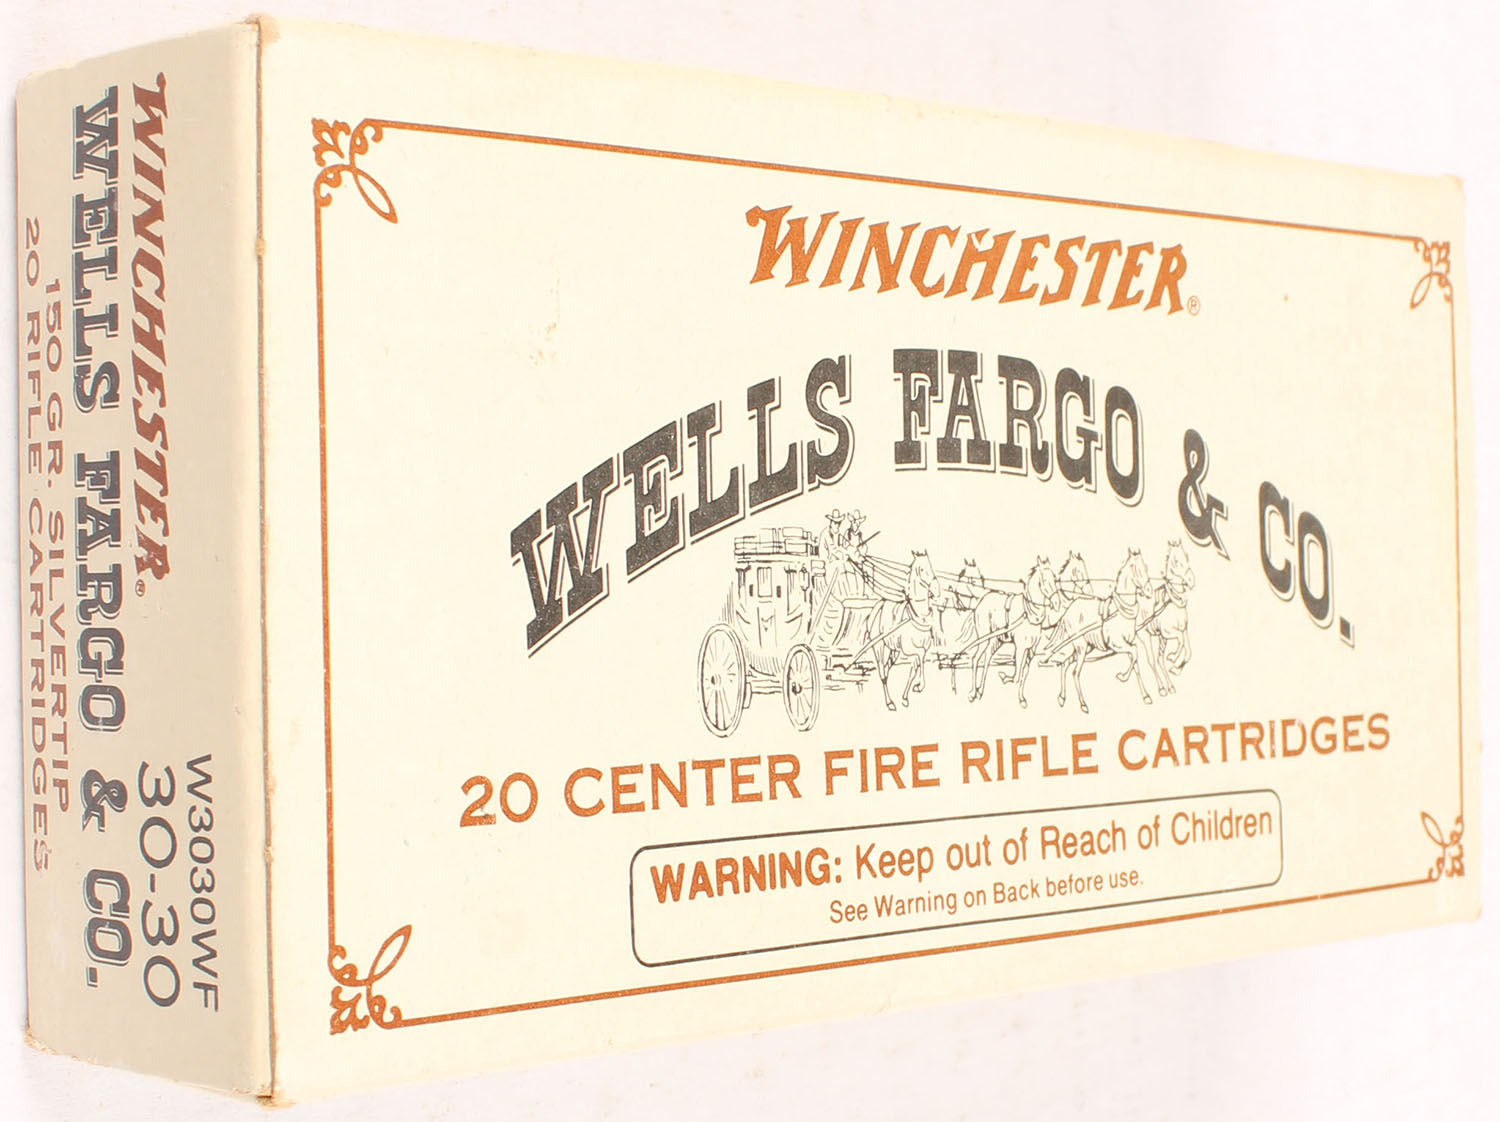 WINCHESTER®
WELLS FARGO & CO.
20 CENTER FIRE RIFLE CARTRIDGES
WARNING: Keep out of Reach of Children
See Warning on Back before use.
W3030WF
30-30
WINCHESTER®
WELLS FARGO & CO.
150 GR. SILVERTIP
20 RIFLE CARTRIDGES